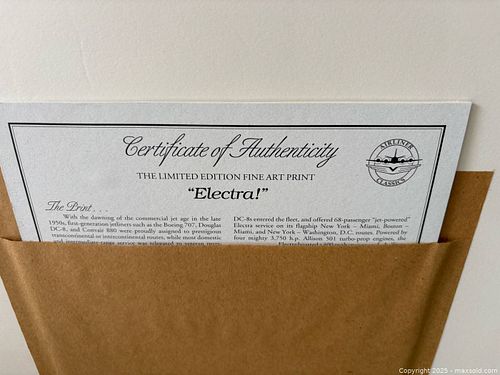 Certificate of Authenticity
AIRLINER
CLASSICS
THE LIMITED EDITION FINE ART PRINT
"Electra!"
The Print . . .
With the dawning of the commercial jet age in the late
1950s, first-generation jetliners such as the Boeing 707, Douglas
DC-8, and Convair 880 were proudly assigned to prestigious
transcontinental or intercontinental routes, while most domestic
DC-8s entered the fleet, and offered 68-passenger "jet-powered"
Electra service on its flagship New York – Miami, Boston –
Miami, and New York – Washington, D.C. routes. Powered by
four mighty 3,750 h.p. Allison 501 turbo-prop engines, the
Copyright 2025 - maxsold.com